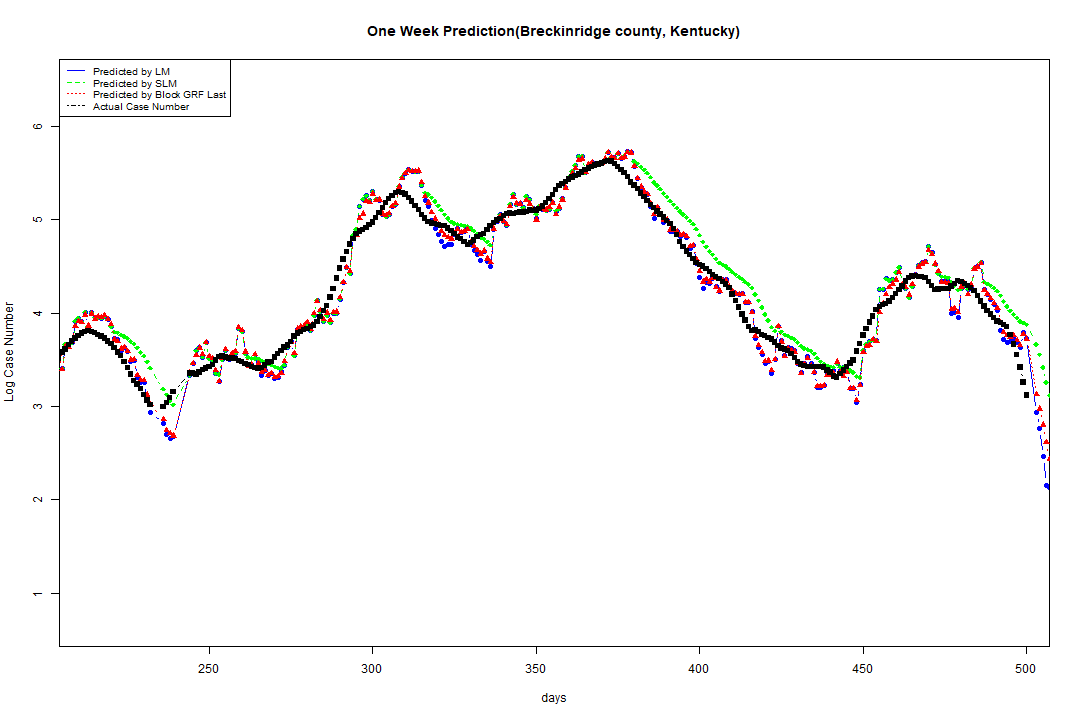 One Week Prediction(Breckinridge county, Kentucky)
Predicted by LM
Predicted by SLM
Predicted by Block GRF Last
Actual Case Number
Log Case Number
6
5
4
3
2
1
250 300 350 400 450 500
days